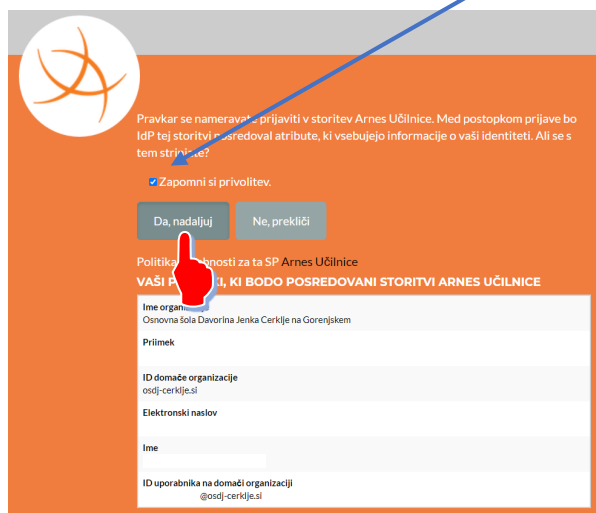 Pravkar se nameravate prijaviti v storitev Arnes Učilnice. Med postopkom prijave bo
IdP tej storitvi posredoval atribute, ki vsebujejo informacije o vaši identiteti. Ali se s
tem strinjate?
Zapomni si privolitev.
Da, nadaljuj
Ne, prekliči
Politika za ta SP Arnes Učilnice
VAŠI KI, KI BODO POSREDOVANI STORITVI ARNES UČILNICE
Ime
Osnovna šola Davorina Jenka Cerklje na Gorenjskem
Priimek
ID domače organizacije
osdj-cerklje.si
Elektronski naslov
Ime
ID uporabnika na domači organizaciji
@osdj-cerklje.si